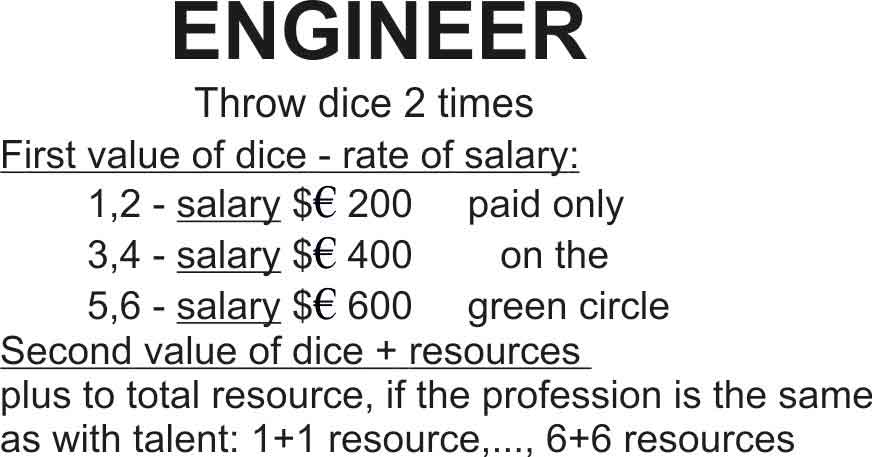 ENGINEER
Throw dice 2 times
First value of dice - rate of salary:
1,2 - salary $€ 200 paid only
3,4 - salary $€ 400 on the
5,6 - salary $€ 600 green circle
Second value of dice + resources
plus to total resource, if the profession is the same
as with talent: 1+1 resource,..., 6+6 resources